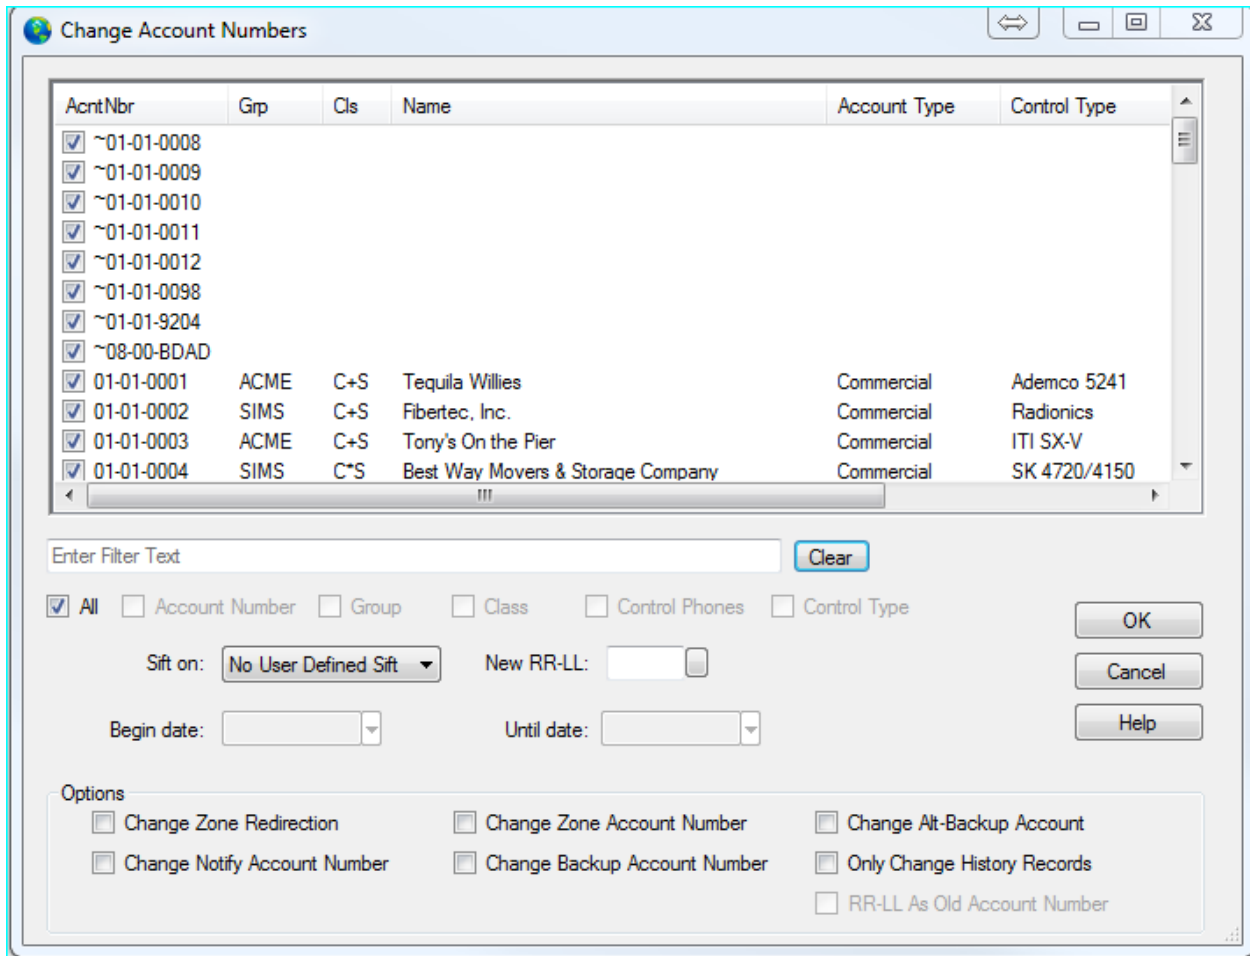 Change Account Numbers
AcntNbr Grp Cls Name Account Type Control Type
~01-01-0008
~01-01-0009
~01-01-0010
~01-01-0011
~01-01-0012
~01-01-0098
~01-01-9204
~08-00-BDAD
01-01-0001 ACME C+S Tequila Willies Commercial Ademco 5241
01-01-0002 SIMS C+S Fibertec, Inc. Commercial Radionics
01-01-0003 ACME C+S Tony's On the Pier Commercial ITI SX-V
01-01-0004 SIMS C*S Best Way Movers & Storage Company Commercial SK 4720/4150
Enter Filter Text Clear
All Account Number Group Class Control Phones Control Type
OK
Sift on: No User Defined Sift New RR-LL:
Cancel
Begin date: Until date: Help
Options
Change Zone Redirection Change Zone Account Number Change Alt-Backup Account
Change Notify Account Number Change Backup Account Number Only Change History Records
RR-LL As Old Account Number